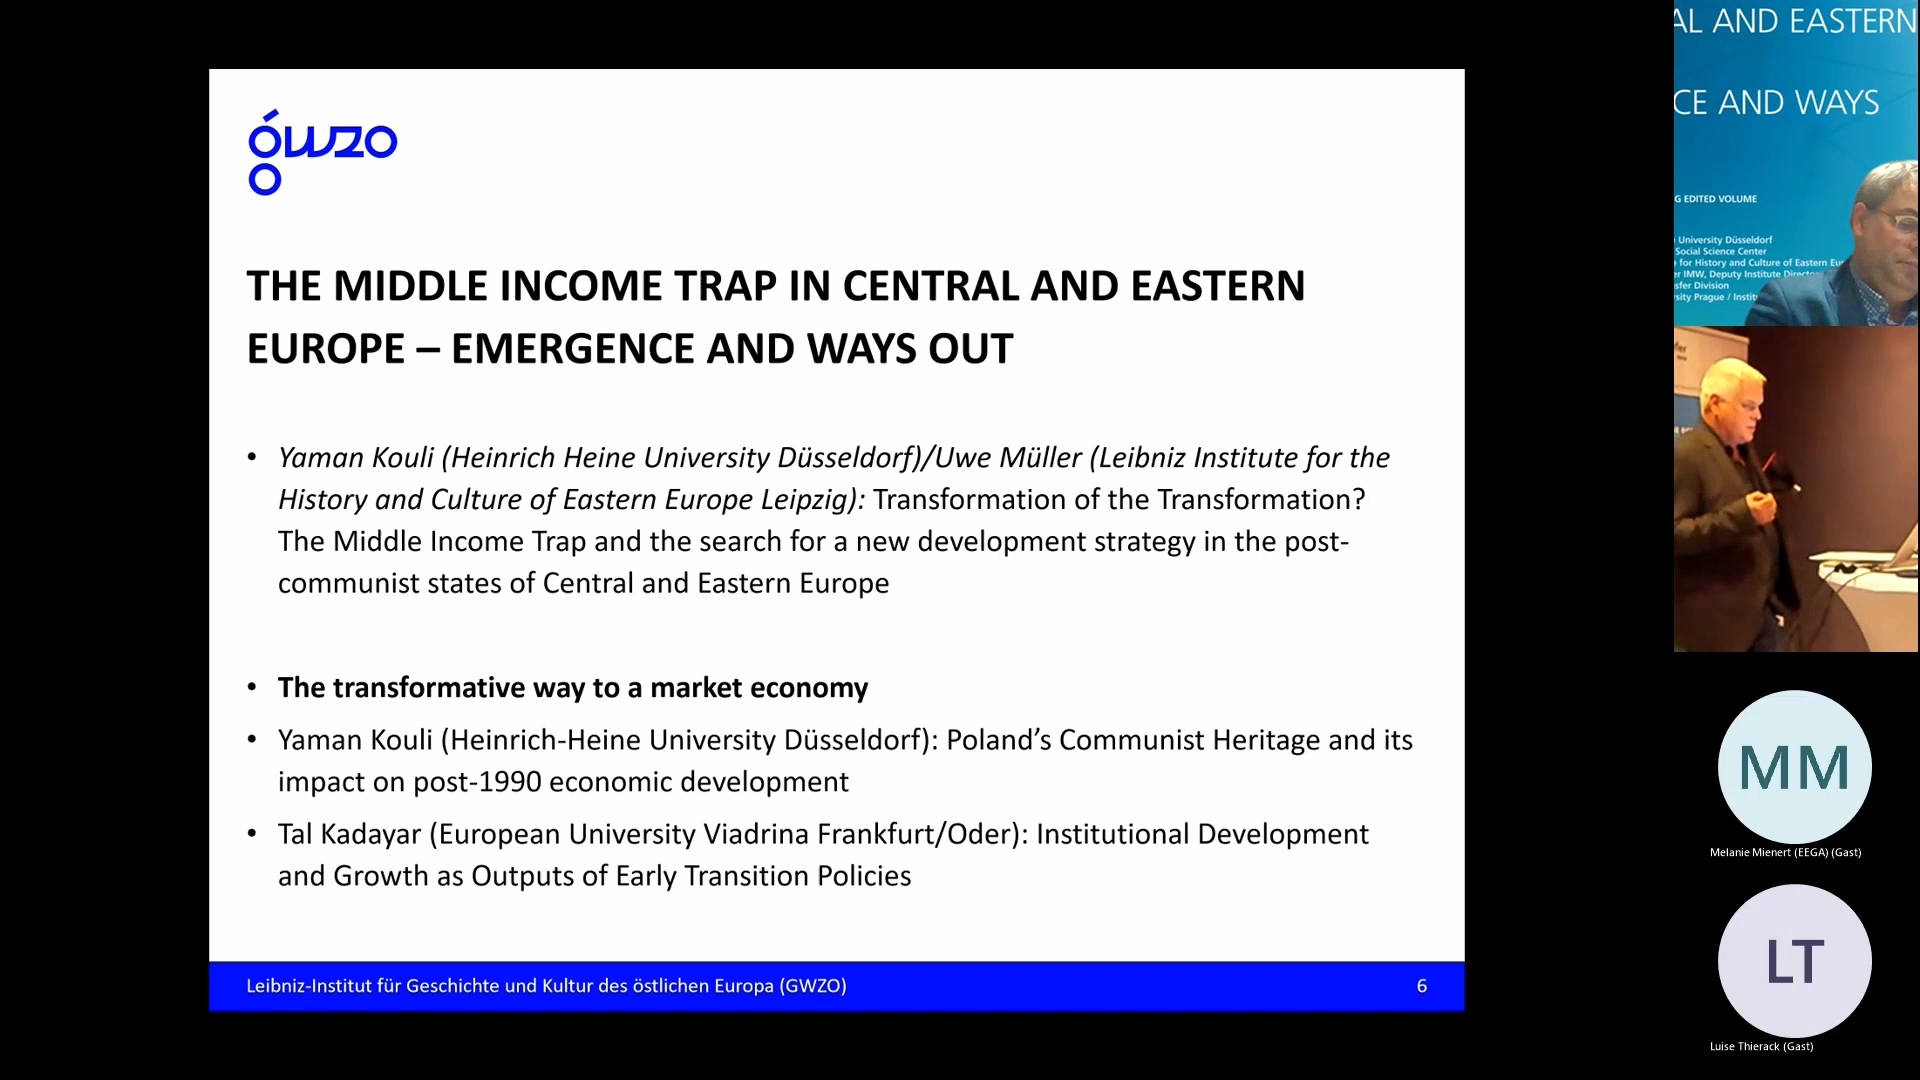 gwzo
THE MIDDLE INCOME TRAP IN CENTRAL AND EASTERN
EUROPE – EMERGENCE AND WAYS OUT
• Yaman Kouli (Heinrich Heine University Düsseldorf)/Uwe Müller (Leibniz Institute for the
History and Culture of Eastern Europe Leipzig): Transformation of the Transformation?
The Middle Income Trap and the search for a new development strategy in the post-
communist states of Central and Eastern Europe
• The transformative way to a market economy
• Yaman Kouli (Heinrich-Heine University Düsseldorf): Poland’s Communist Heritage and its
impact on post-1990 economic development
• Tal Kadayar (European University Viadrina Frankfurt/Oder): Institutional Development
and Growth as Outputs of Early Transition Policies
Leibniz-Institut für Geschichte und Kultur des östlichen Europa (GWZO)
6
AL AND EASTERN
CE AND WAYS
G EDITED VOLUME
University Düsseldorf
Social Science Center
for History and Culture of Eastern Eur
er IMW, Deputy Institute Director
sfer Division
rsity Prague / Instit
MM
Melanie Mienert (EEGA) (Gast)
LT
Luise Thierack (Gast)